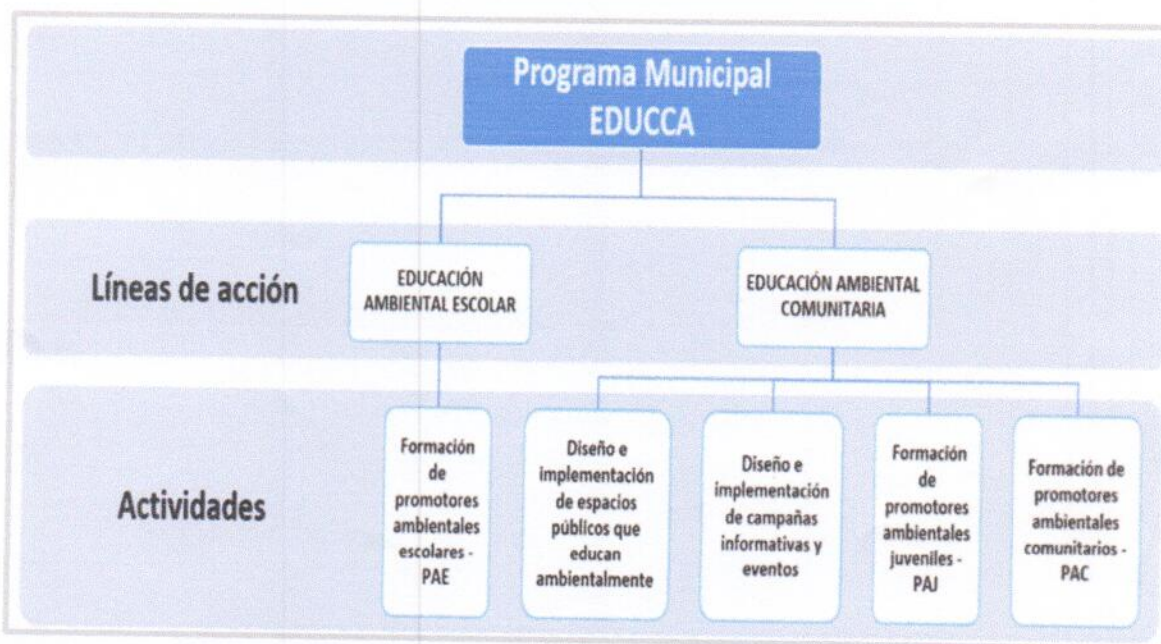 Programa Municipal
EDUCCA
Líneas de acción
EDUCACIÓN
AMBIENTAL ESCOLAR
EDUCACIÓN AMBIENTAL
COMUNITARIA
Actividades
Formación
de
promotores
ambientales
escolares -
PAE
Diseño e
implementación
de espacios
públicos que
educan
ambientalmente
Diseño e
implementación
de campañas
informativas y
eventos
Formación
de
promotores
ambientales
juveniles -
PAJ
Formación de
promotores
ambientales
comunitarios -
PAC